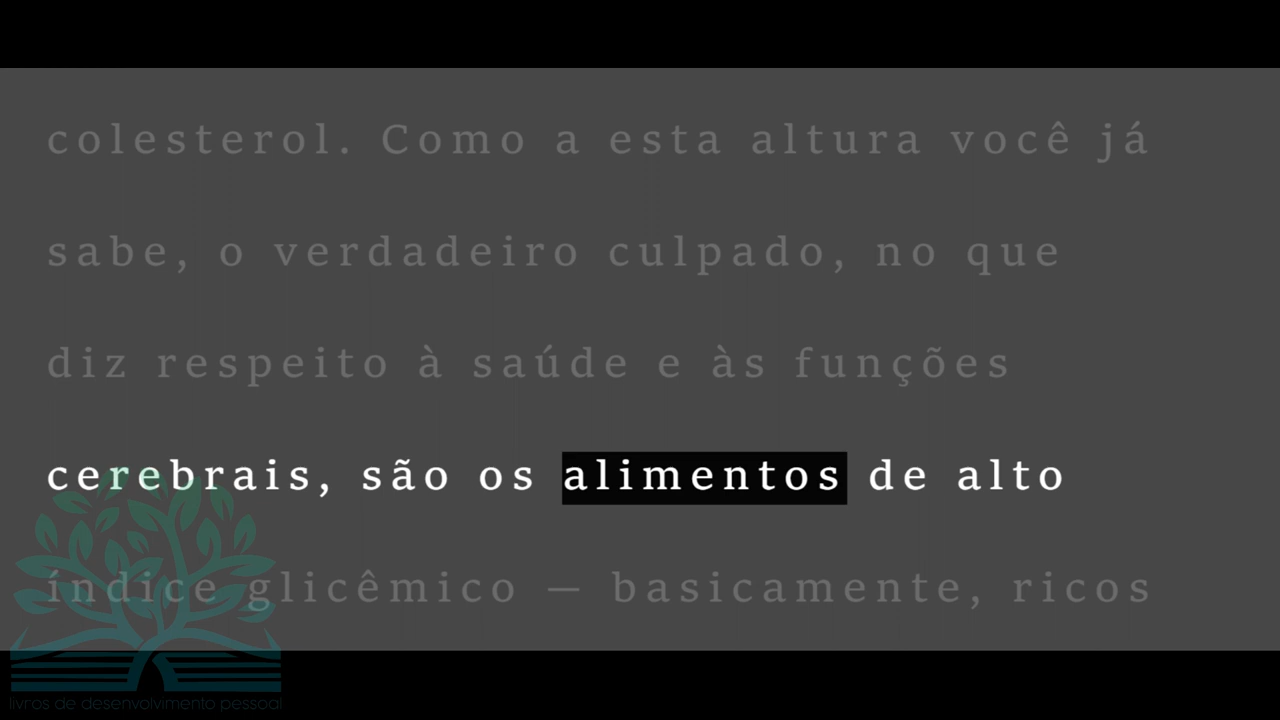 colesterol. Como a esta altura você já
sabe, o verdadeiro culpado, no que
diz respeito à saúde e às funções
cerebrais, são os alimentos de alto
índice glicêmico — basicamente, ricos
livros de desenvolvimento pessoal